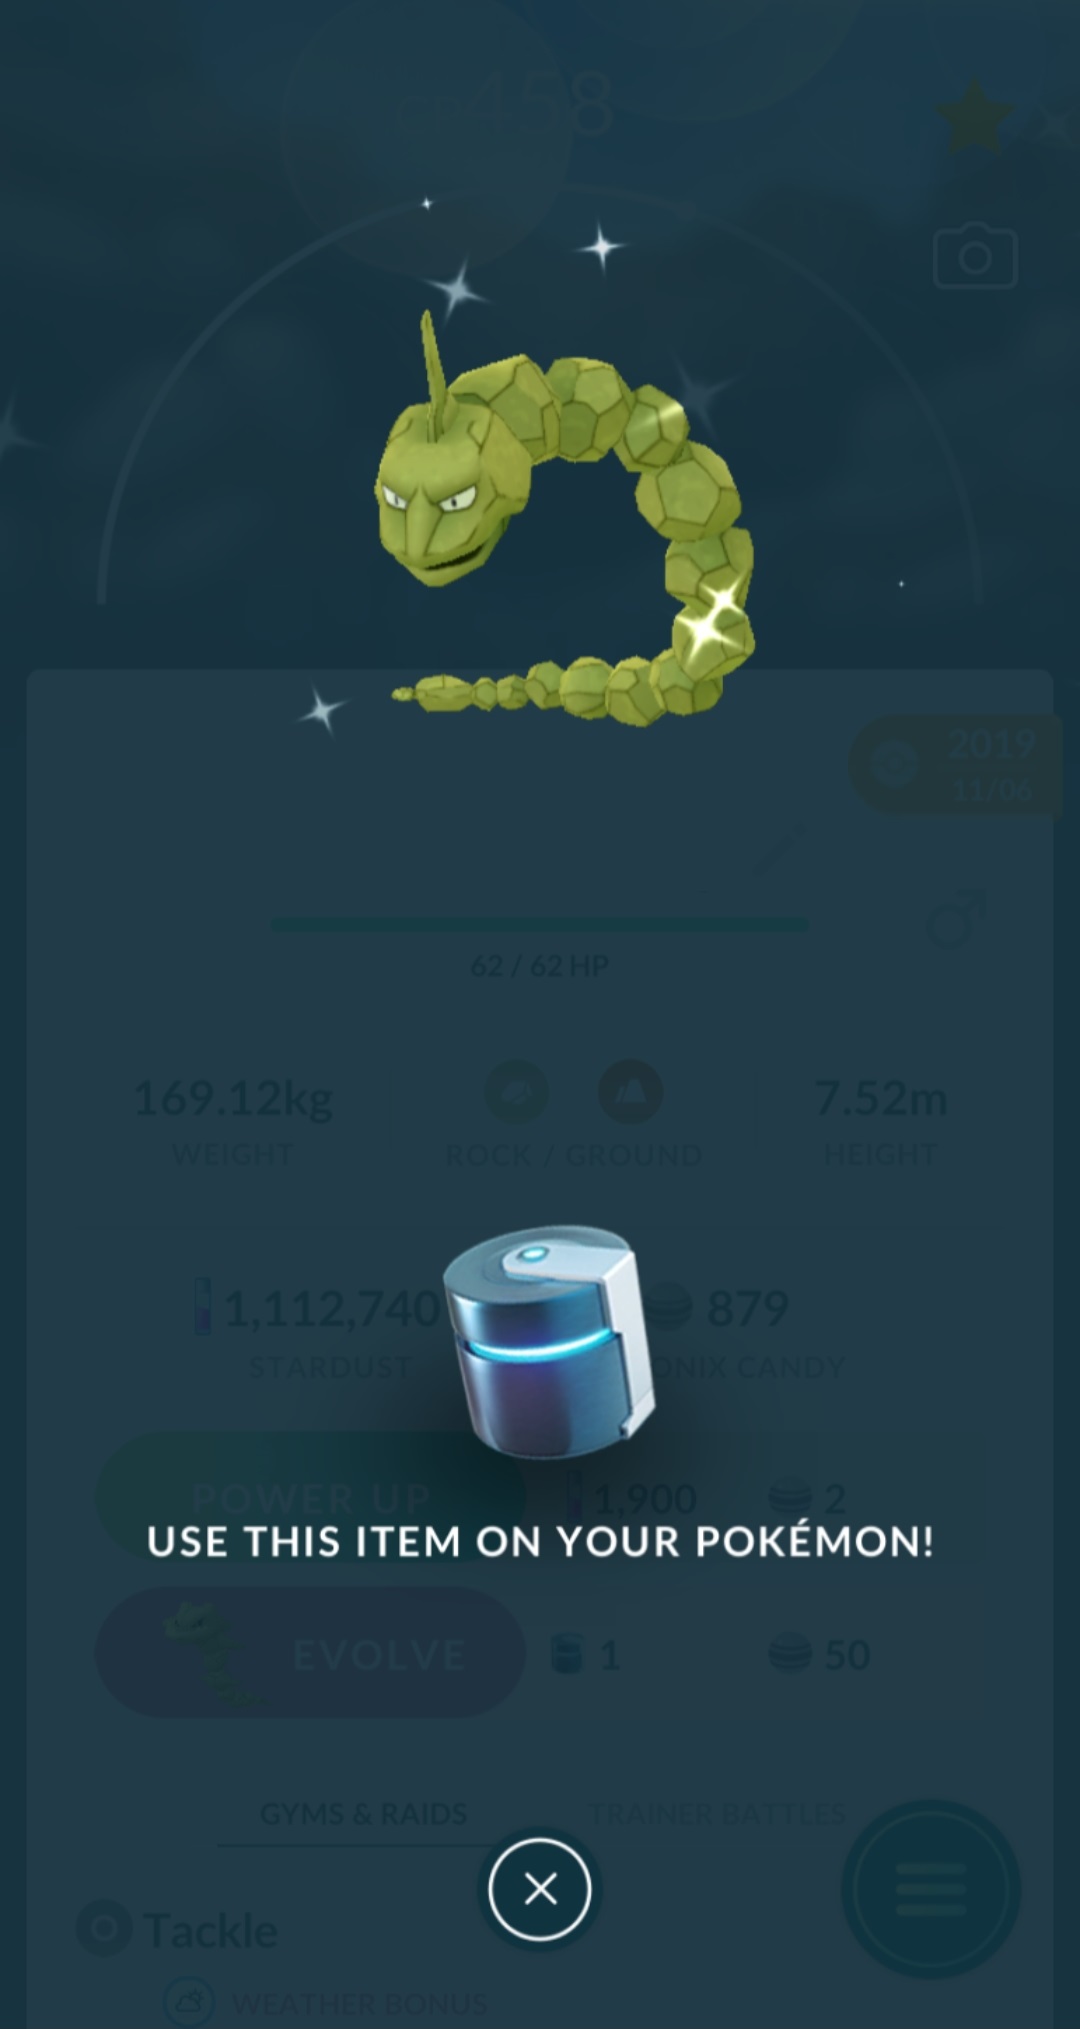 CP458
2019
11/06
62 / 62 HP
169.12kg
WEIGHT
ROCK / GROUND
7.52m
HEIGHT
1,112,740
STARDUST
879
ONIX CANDY
POWER UP
1,900
2
USE THIS ITEM ON YOUR POKÉMON!
EVOLVE
1
50
GYMS & RAIDS
TRAINER BATTLES
Tackle
WEATHER BONUS